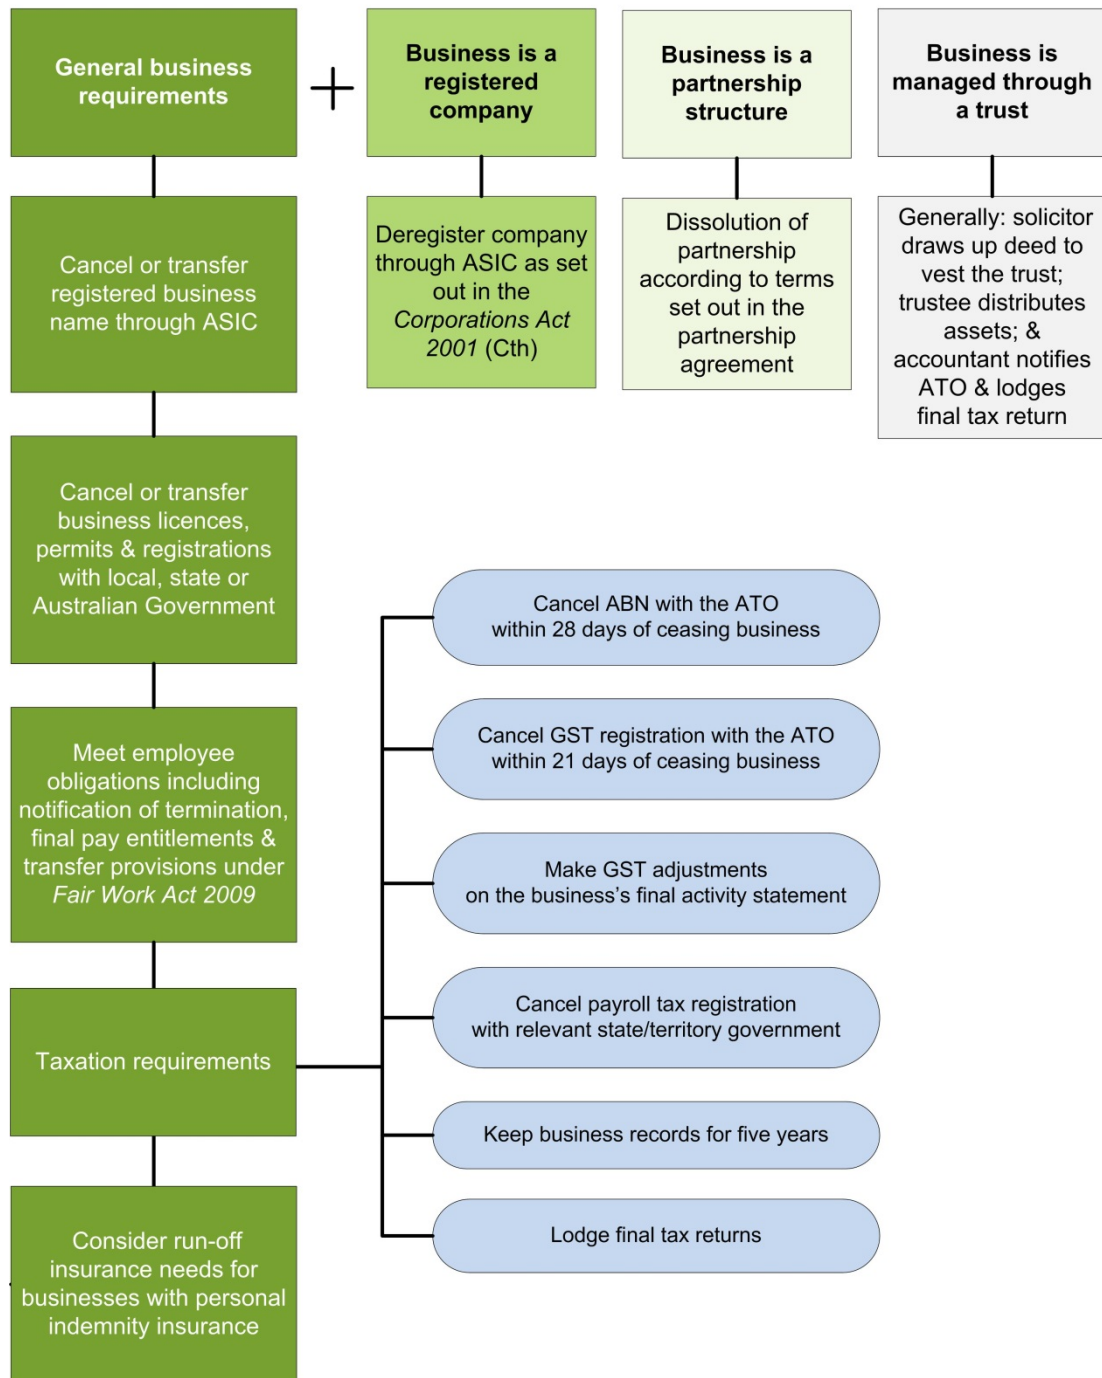 General business
requirements
Business is a
registered
company
Business is a
partnership
structure
Business is
managed through
a trust
Cancel or transfer
registered business
name through ASIC
Deregister company
through ASIC as set
out in the
Corporations Act
2001 (Cth)
Dissolution of
partnership
according to terms
set out in the
partnership
agreement
Generally: solicitor
draws up deed to
vest the trust;
trustee distributes
assets; &
accountant notifies
ATO & lodges
final tax return
Cancel or transfer
business licences,
permits & registrations
with local, state or
Australian Government
Meet employee
obligations including
notification of termination,
final pay entitlements &
transfer provisions under
Fair Work Act 2009
Taxation requirements
Cancel ABN with the ATO
within 28 days of ceasing business
Cancel GST registration with the ATO
within 21 days of ceasing business
Make GST adjustments
on the business’s final activity statement
Cancel payroll tax registration
with relevant state/territory government
Keep business records for five years
Lodge final tax returns
Consider run-off
insurance needs for
businesses with personal
indemnity insurance